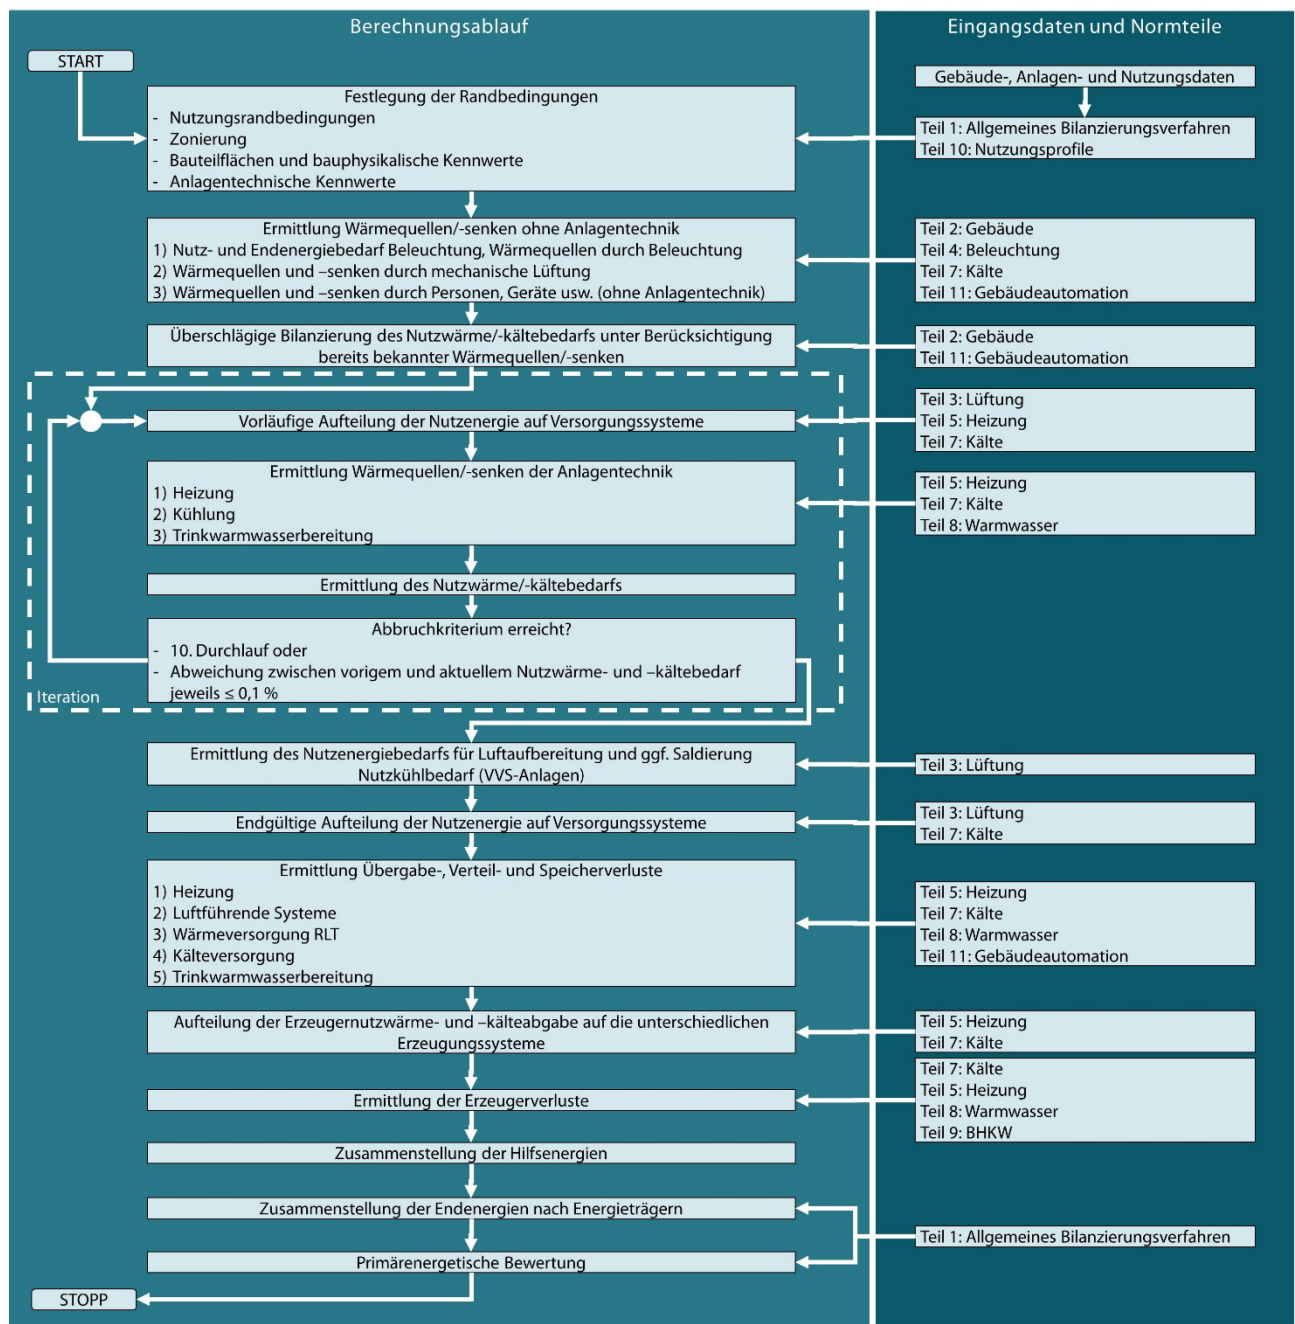 Berechnungsablauf
START
Festlegung der Randbedingungen
- Nutzungsrandbedingungen
- Zonierung
- Bauteilflächen und bauphysikalische Kennwerte
- Anlagentechnische Kennwerte
Ermittlung Wärmequellen/-senken ohne Anlagentechnik
1) Nutz- und Endenergiebedarf Beleuchtung, Wärmequellen durch Beleuchtung
2) Wärmequellen und –senken durch mechanische Lüftung
3) Wärmequellen und –senken durch Personen, Geräte usw. (ohne Anlagentechnik)
Überschlägige Bilanzierung des Nutzwärme/-kältebedarfs unter Berücksichtigung
bereits bekannter Wärmequellen/-senken
Vorläufige Aufteilung der Nutzenergie auf Versorgungssysteme
Ermittlung Wärmequellen/-senken der Anlagentechnik
1) Heizung
2) Kühlung
3) Trinkwarmwasserbereitung
Ermittlung des Nutzwärme/-kältebedarfs
Abbruchkriterium erreicht?
- 10. Durchlauf oder
- Abweichung zwischen vorigem und aktuellem Nutzwärme- und –kältebedarf
jeweils ≤ 0,1 %
Iteration
Ermittlung des Nutzenergiebedarfs für Luftaufbereitung und ggf. Saldierung
Nutzkühlbedarf (VVS-Anlagen)
Endgültige Aufteilung der Nutzenergie auf Versorgungssysteme
Ermittlung Übergabe-, Verteil- und Speicherverluste
1) Heizung
2) Luftführende Systeme
3) Wärmeversorgung RLT
4) Kälteversorgung
5) Trinkwarmwasserbereitung
Aufteilung der Erzeugernutzwärme- und –kälteabgabe auf die unterschiedlichen
Erzeugungssysteme
Ermittlung der Erzeugerverluste
Zusammenstellung der Hilfsenergien
Zusammenstellung der Endenergien nach Energieträgern
Primärenergetische Bewertung
STOPP
Eingangsdaten und Normteile
Gebäude-, Anlagen- und Nutzungsdaten
Teil 1: Allgemeines Bilanzierungsverfahren
Teil 10: Nutzungsprofile
Teil 2: Gebäude
Teil 4: Beleuchtung
Teil 7: Kälte
Teil 11: Gebäudeautomation
Teil 2: Gebäude
Teil 11: Gebäudeautomation
Teil 3: Lüftung
Teil 5: Heizung
Teil 7: Kälte
Teil 5: Heizung
Teil 7: Kälte
Teil 8: Warmwasser
Teil 3: Lüftung
Teil 3: Lüftung
Teil 7: Kälte
Teil 5: Heizung
Teil 7: Kälte
Teil 8: Warmwasser
Teil 11: Gebäudeautomation
Teil 5: Heizung
Teil 7: Kälte
Teil 7: Kälte
Teil 5: Heizung
Teil 8: Warmwasser
Teil 9: BHKW
Teil 1: Allgemeines Bilanzierungsverfahren